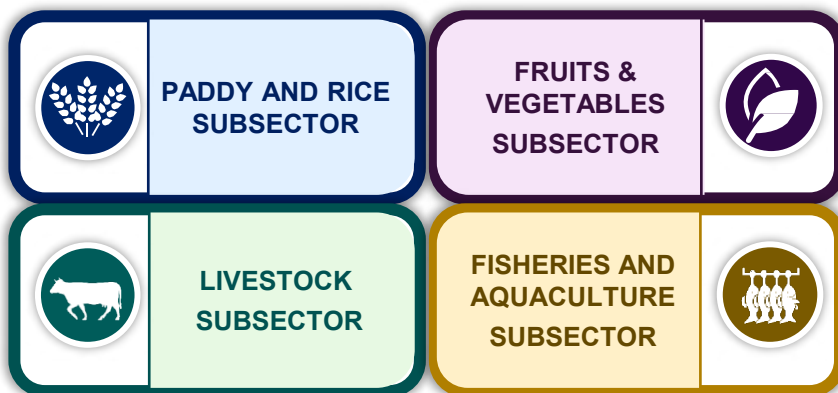 PADDY AND RICE
SUBSECTOR
FRUITS &
VEGETABLES
SUBSECTOR
LIVESTOCK
SUBSECTOR
FISHERIES AND
AQUACULTURE
SUBSECTOR